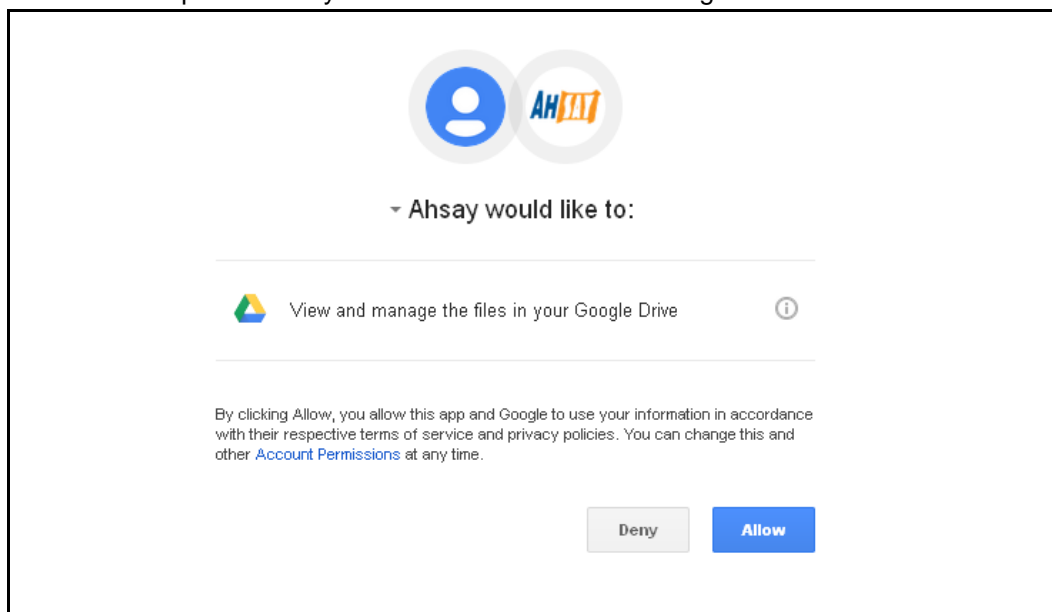 AHSAY
Ahsay would like to:
View and manage the files in your Google Drive
By clicking Allow, you allow this app and Google to use your information in accordance
with their respective terms of service and privacy policies. You can change this and
other Account Permissions at any time.
Deny
Allow